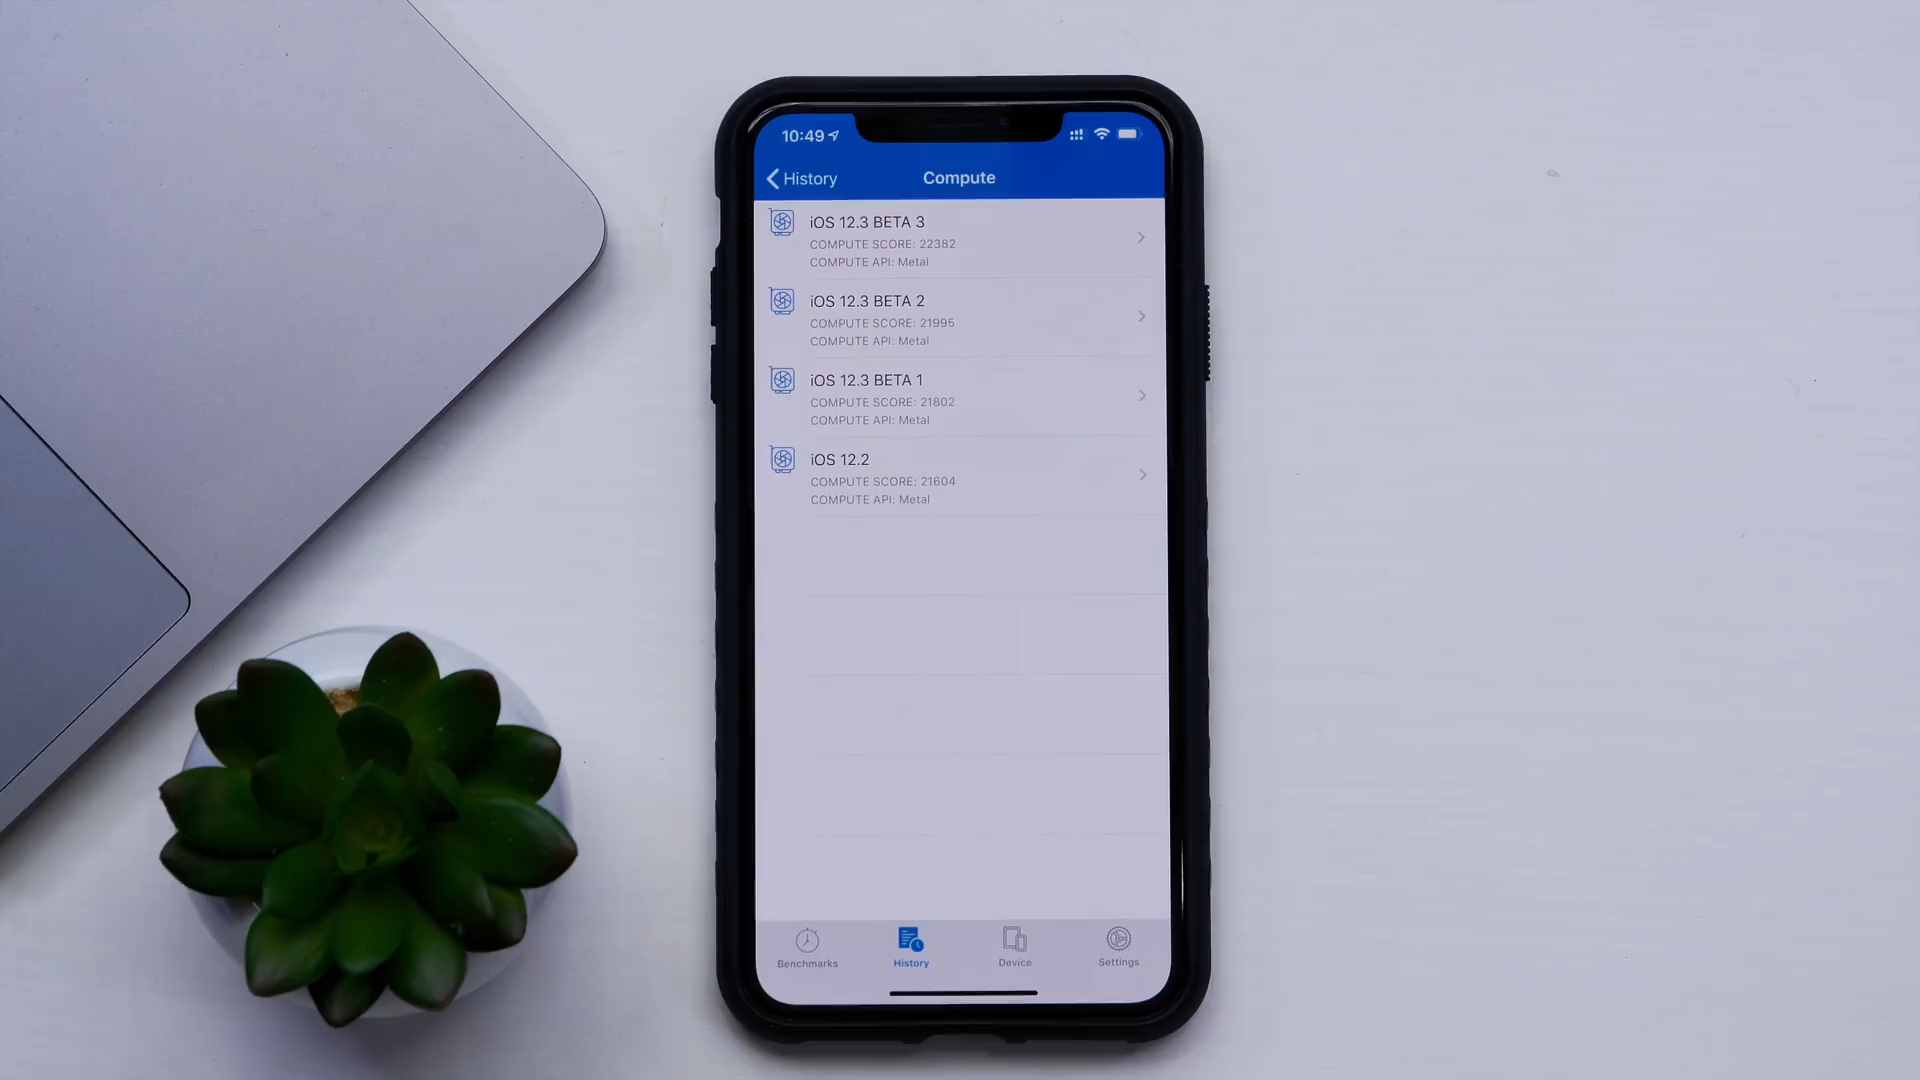 10:49
History
Compute
iOS 12.3 BETA 3
COMPUTE SCORE: 22382
COMPUTE API: Metal
iOS 12.3 BETA 2
COMPUTE SCORE: 21995
COMPUTE API: Metal
iOS 12.3 BETA 1
COMPUTE SCORE: 21802
COMPUTE API: Metal
iOS 12.2
COMPUTE SCORE: 21604
COMPUTE API: Metal
Benchmarks
History
Device
Settings